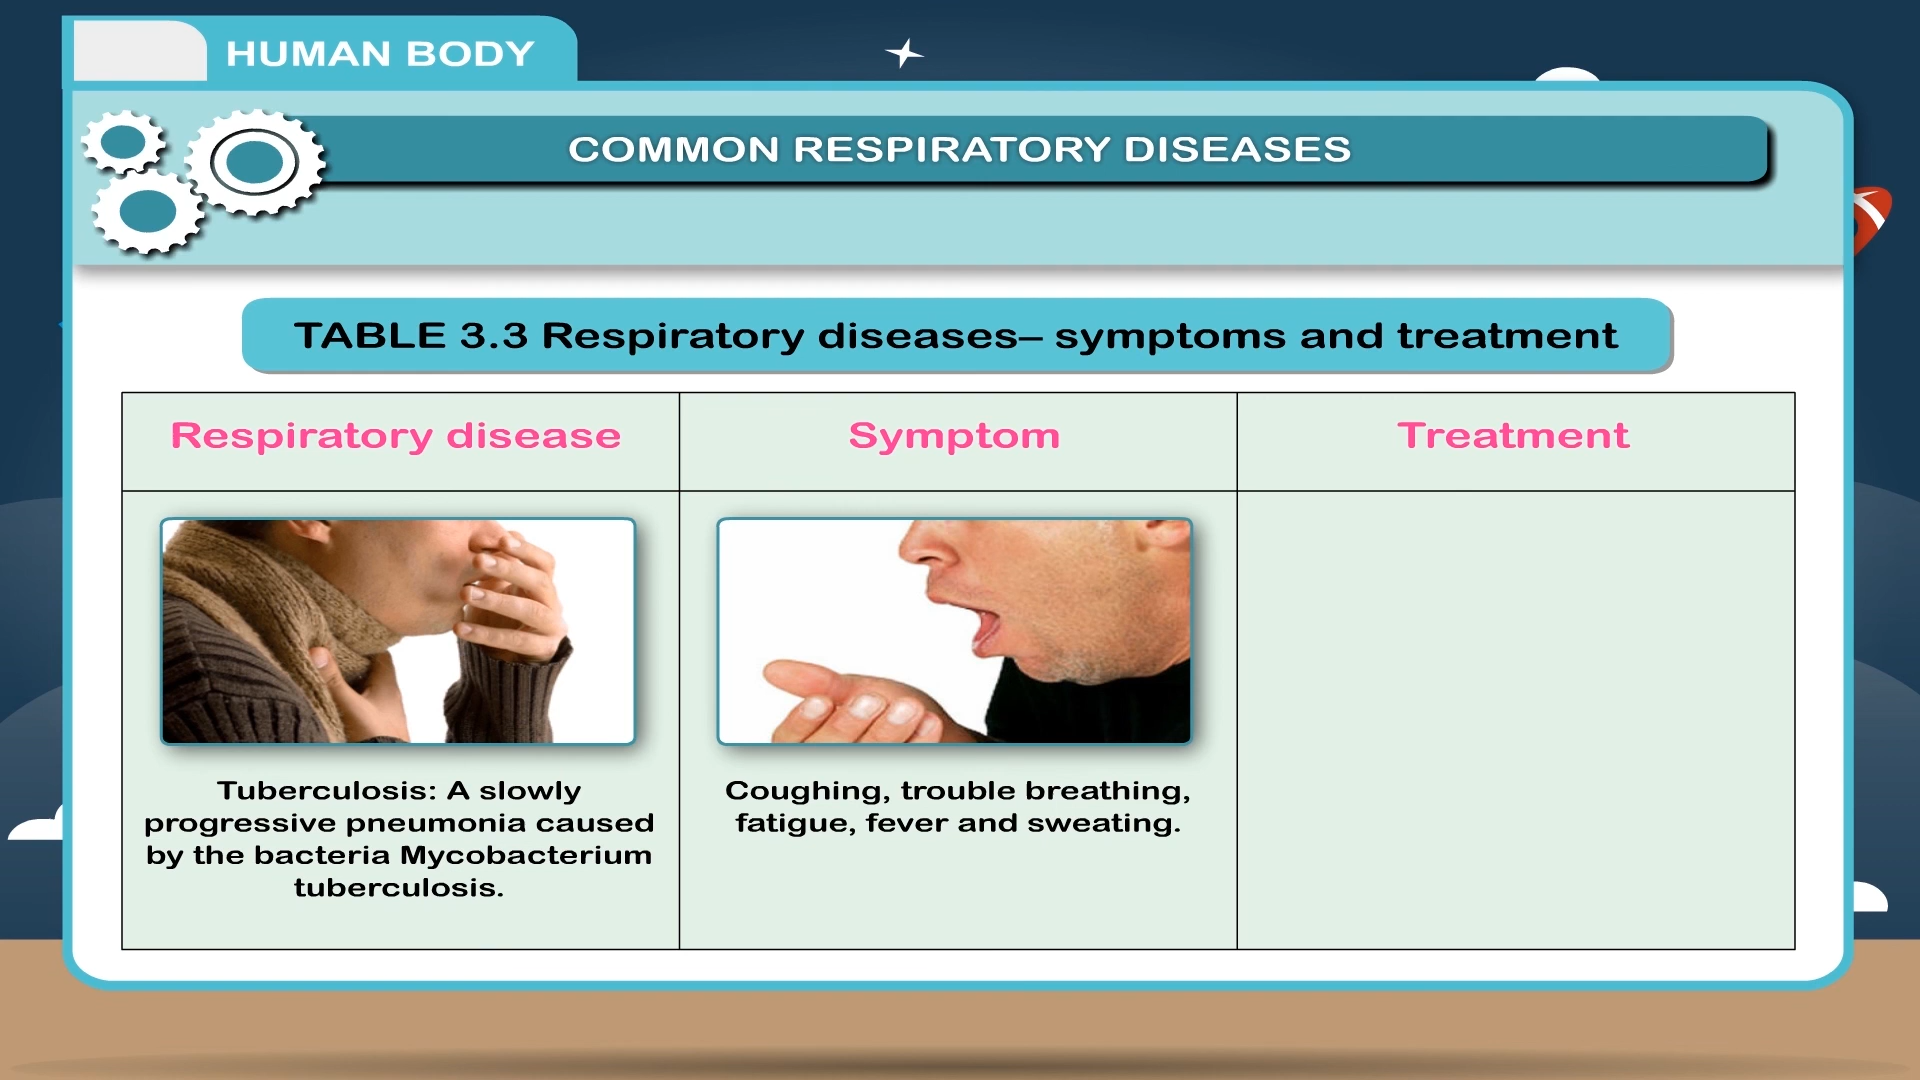 HUMAN BODY
COMMON RESPIRATORY DISEASES
TABLE 3.3 Respiratory diseases– symptoms and treatment
Respiratory disease
Symptom
Treatment
Tuberculosis: A slowly
progressive pneumonia caused
by the bacteria Mycobacterium
tuberculosis.
Coughing, trouble breathing,
fatigue, fever and sweating.